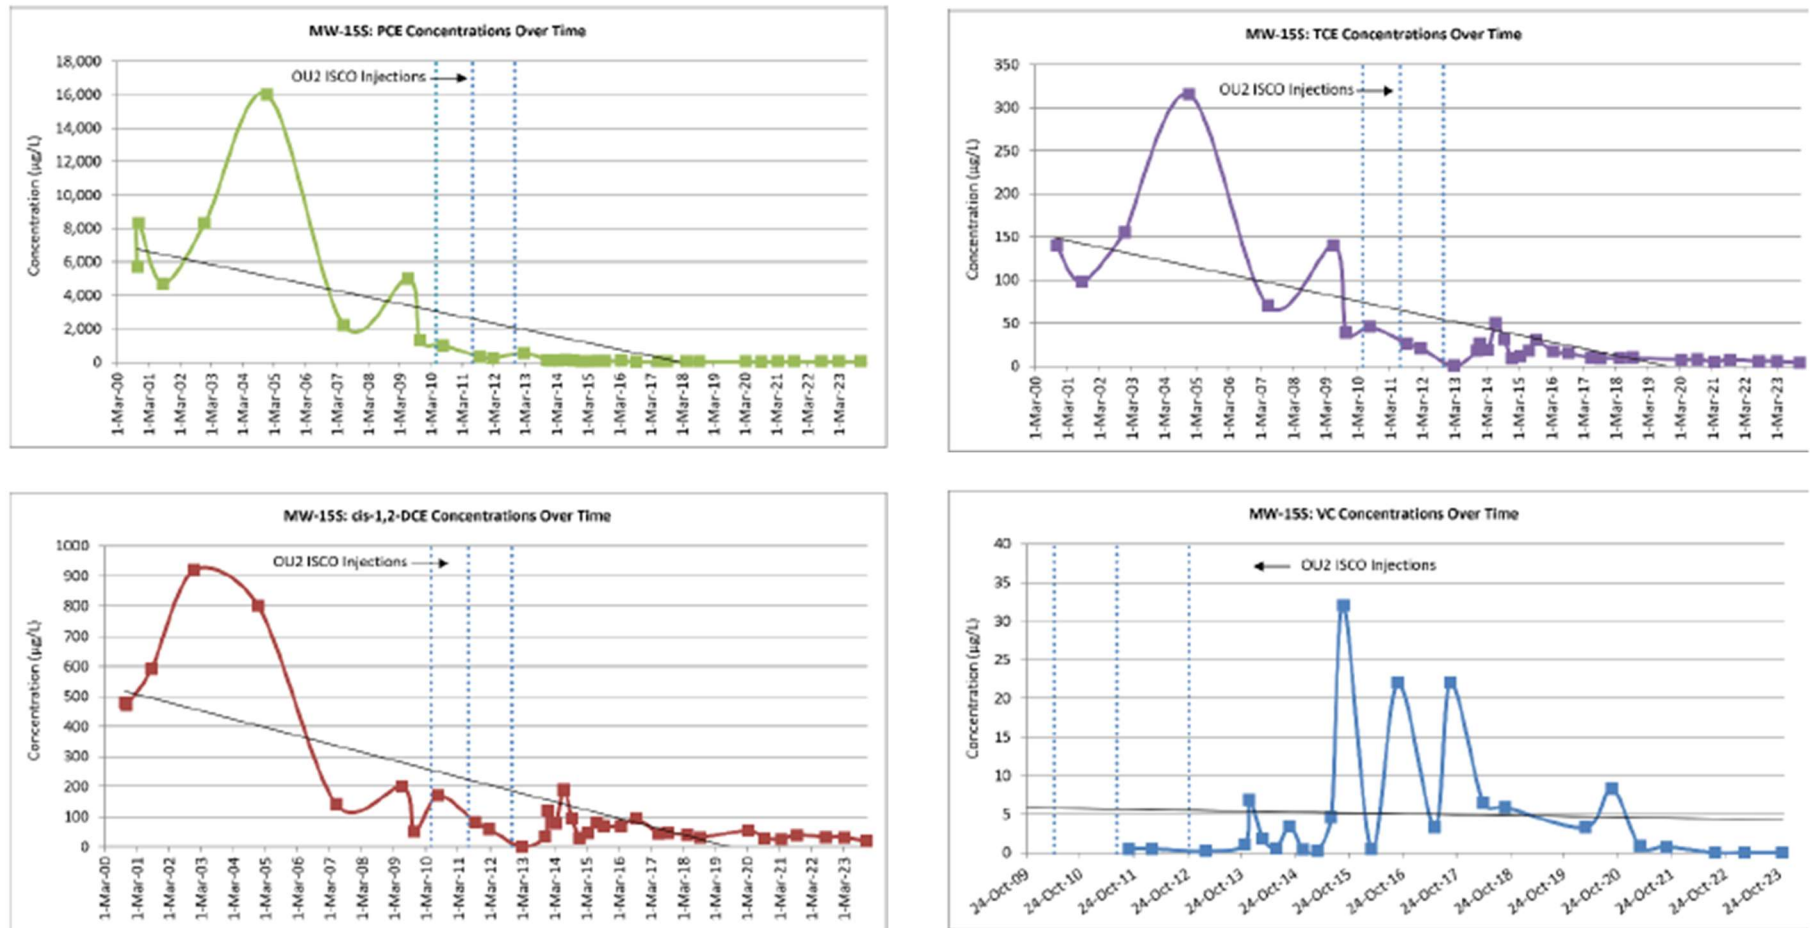 MW-15S: PCE Concentrations Over Time
Concentration (µg/L)
18,000
16,000
14,000
12,000
10,000
8,000
6,000
4,000
2,000
0
OU2 ISCO Injections
1-Mar-00
1-Mar-01
1-Mar-02
1-Mar-03
1-Mar-04
1-Mar-05
1-Mar-06
1-Mar-07
1-Mar-08
1-Mar-09
1-Mar-10
1-Mar-11
1-Mar-12
1-Mar-13
1-Mar-14
1-Mar-15
1-Mar-16
1-Mar-17
1-Mar-18
1-Mar-19
1-Mar-20
1-Mar-21
1-Mar-22
1-Mar-23
MW-15S: TCE Concentrations Over Time
Concentration (µg/L)
350
300
250
200
150
100
50
0
OU2 ISCO Injections
1-Mar-00
1-Mar-01
1-Mar-02
1-Mar-03
1-Mar-04
1-Mar-05
1-Mar-06
1-Mar-07
1-Mar-08
1-Mar-09
1-Mar-10
1-Mar-11
1-Mar-12
1-Mar-13
1-Mar-14
1-Mar-15
1-Mar-16
1-Mar-17
1-Mar-18
1-Mar-19
1-Mar-20
1-Mar-21
1-Mar-22
1-Mar-23
MW-15S: cis-1,2-DCE Concentrations Over Time
Concentration (µg/L)
1000
900
800
700
600
500
400
300
200
100
0
OU2 ISCO Injections
1-Mar-00
1-Mar-01
1-Mar-02
1-Mar-03
1-Mar-04
1-Mar-05
1-Mar-06
1-Mar-07
1-Mar-08
1-Mar-09
1-Mar-10
1-Mar-11
1-Mar-12
1-Mar-13
1-Mar-14
1-Mar-15
1-Mar-16
1-Mar-17
1-Mar-18
1-Mar-19
1-Mar-20
1-Mar-21
1-Mar-22
1-Mar-23
MW-15S: VC Concentrations Over Time
Concentration (µg/L)
40
35
30
25
20
15
10
5
0
OU2 ISCO Injections
24-Oct-09
24-Oct-10
24-Oct-11
24-Oct-12
24-Oct-13
24-Oct-14
24-Oct-15
24-Oct-16
24-Oct-17
24-Oct-18
24-Oct-19
24-Oct-20
24-Oct-21
24-Oct-22
24-Oct-23